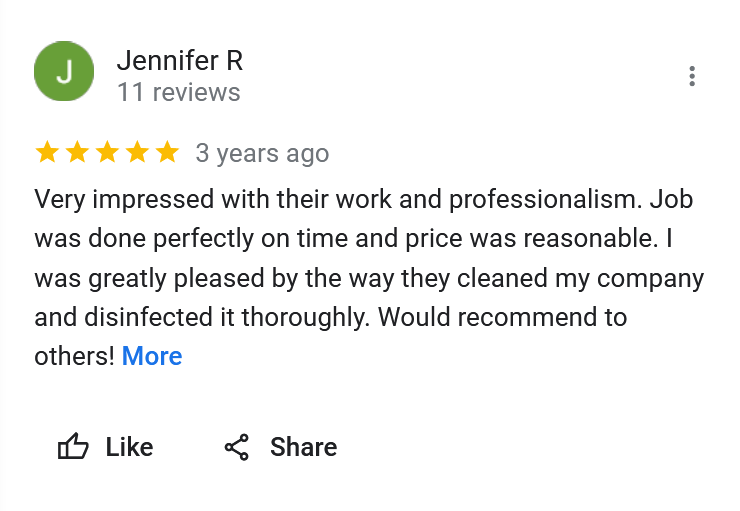 J
Jennifer R
11 reviews
3 years ago
Very impressed with their work and professionalism. Job
was done perfectly on time and price was reasonable. I
was greatly pleased by the way they cleaned my company
and disinfected it thoroughly. Would recommend to
others! More
Like Share